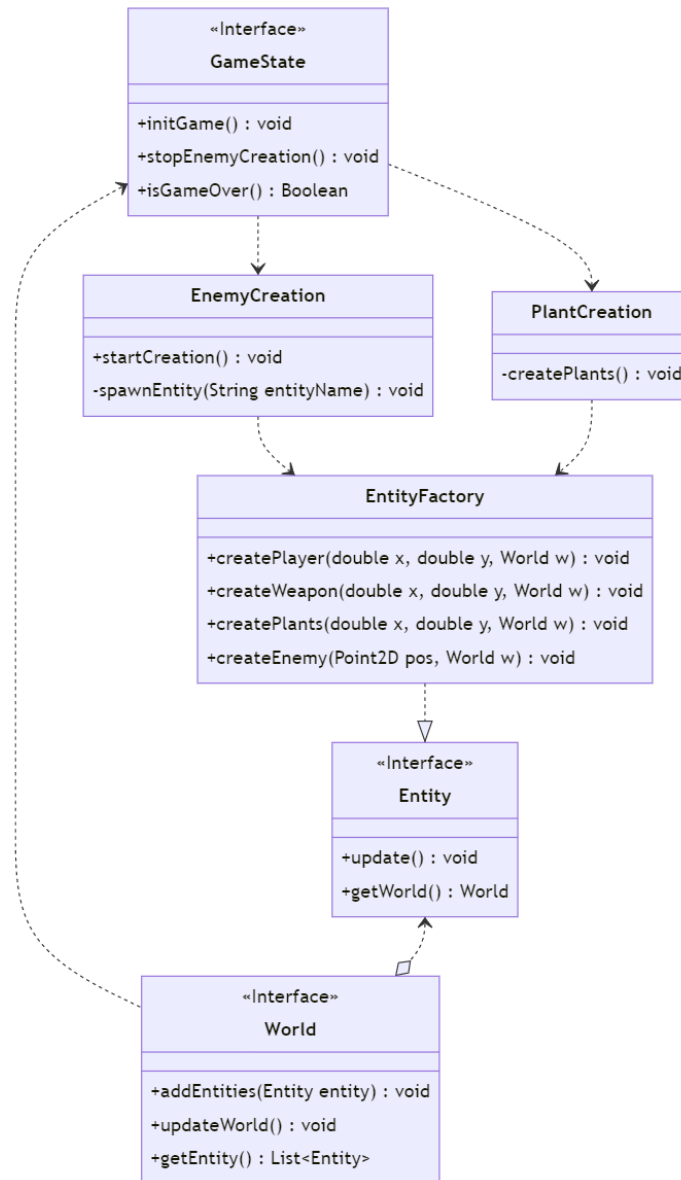 «Interface»
GameState
+initGame() : void
+stopEnemyCreation() : void
+isGameOver() : Boolean
EnemyCreation
+startCreation() : void
-spawnEntity(String entityName) : void
PlantCreation
-createPlants() : void
EntityFactory
+createPlayer(double x, double y, World w) : void
+createWeapon(double x, double y, World w) : void
+createPlants(double x, double y, World w) : void
+createEnemy(Point2D pos, World w) : void
«Interface»
Entity
+update() : void
+getWorld() : World
«Interface»
World
+addEntities(Entity entity) : void
+updateWorld() : void
+getEntity() : List<Entity>